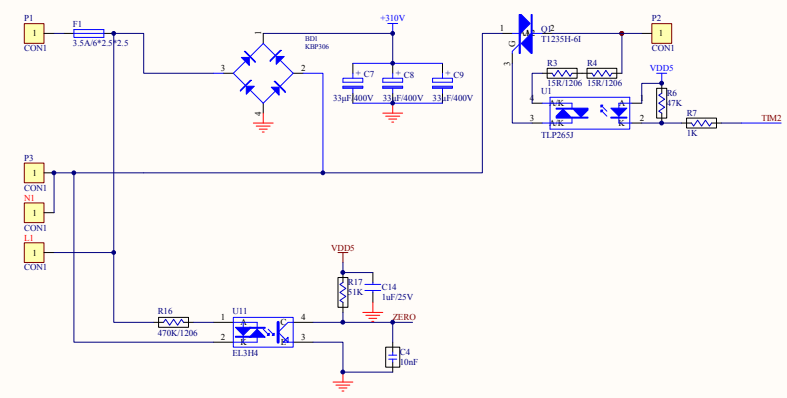 P1
1
CON1
F1
3.5A/6*2.5*2.5
1
BD1
KBP306
3
2
4
+310V
+ C7
+ C8
+ C9
33μF/400V
33μF/400V
33μF/400V
1
2
Q1
T1235H-6I
G
3
P2
1
CON1
R3
R4
15R/1206
15R/1206
VDD5
U1
4
A/K
A
1
3
A/K
K
2
TLP265J
R6
47K
R7
1K
TIM2
P3
1
CON1
N1
1
CON1
L1
1
CON1
VDD5
R17
51K
C14
1uF/25V
R16
470K/1206
U11
1
A
C
4
2
K
E
3
EL3H4
ZERO
C4
10nF